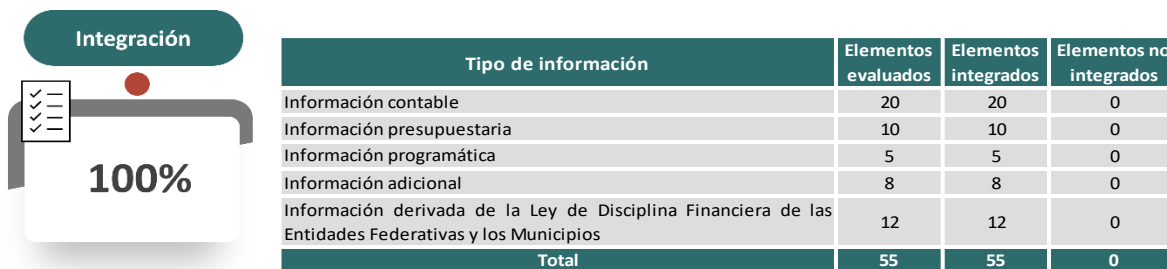 Integración
100%
Tipo de información Elementos evaluados Elementos integrados Elementos no integrados
Información contable 20 20 0
Información presupuestaria 10 10 0
Información programática 5 5 0
Información adicional 8 8 0
Información derivada de la Ley de Disciplina Financiera de las
Entidades Federativas y los Municipios 12 12 0
Total 55 55 0